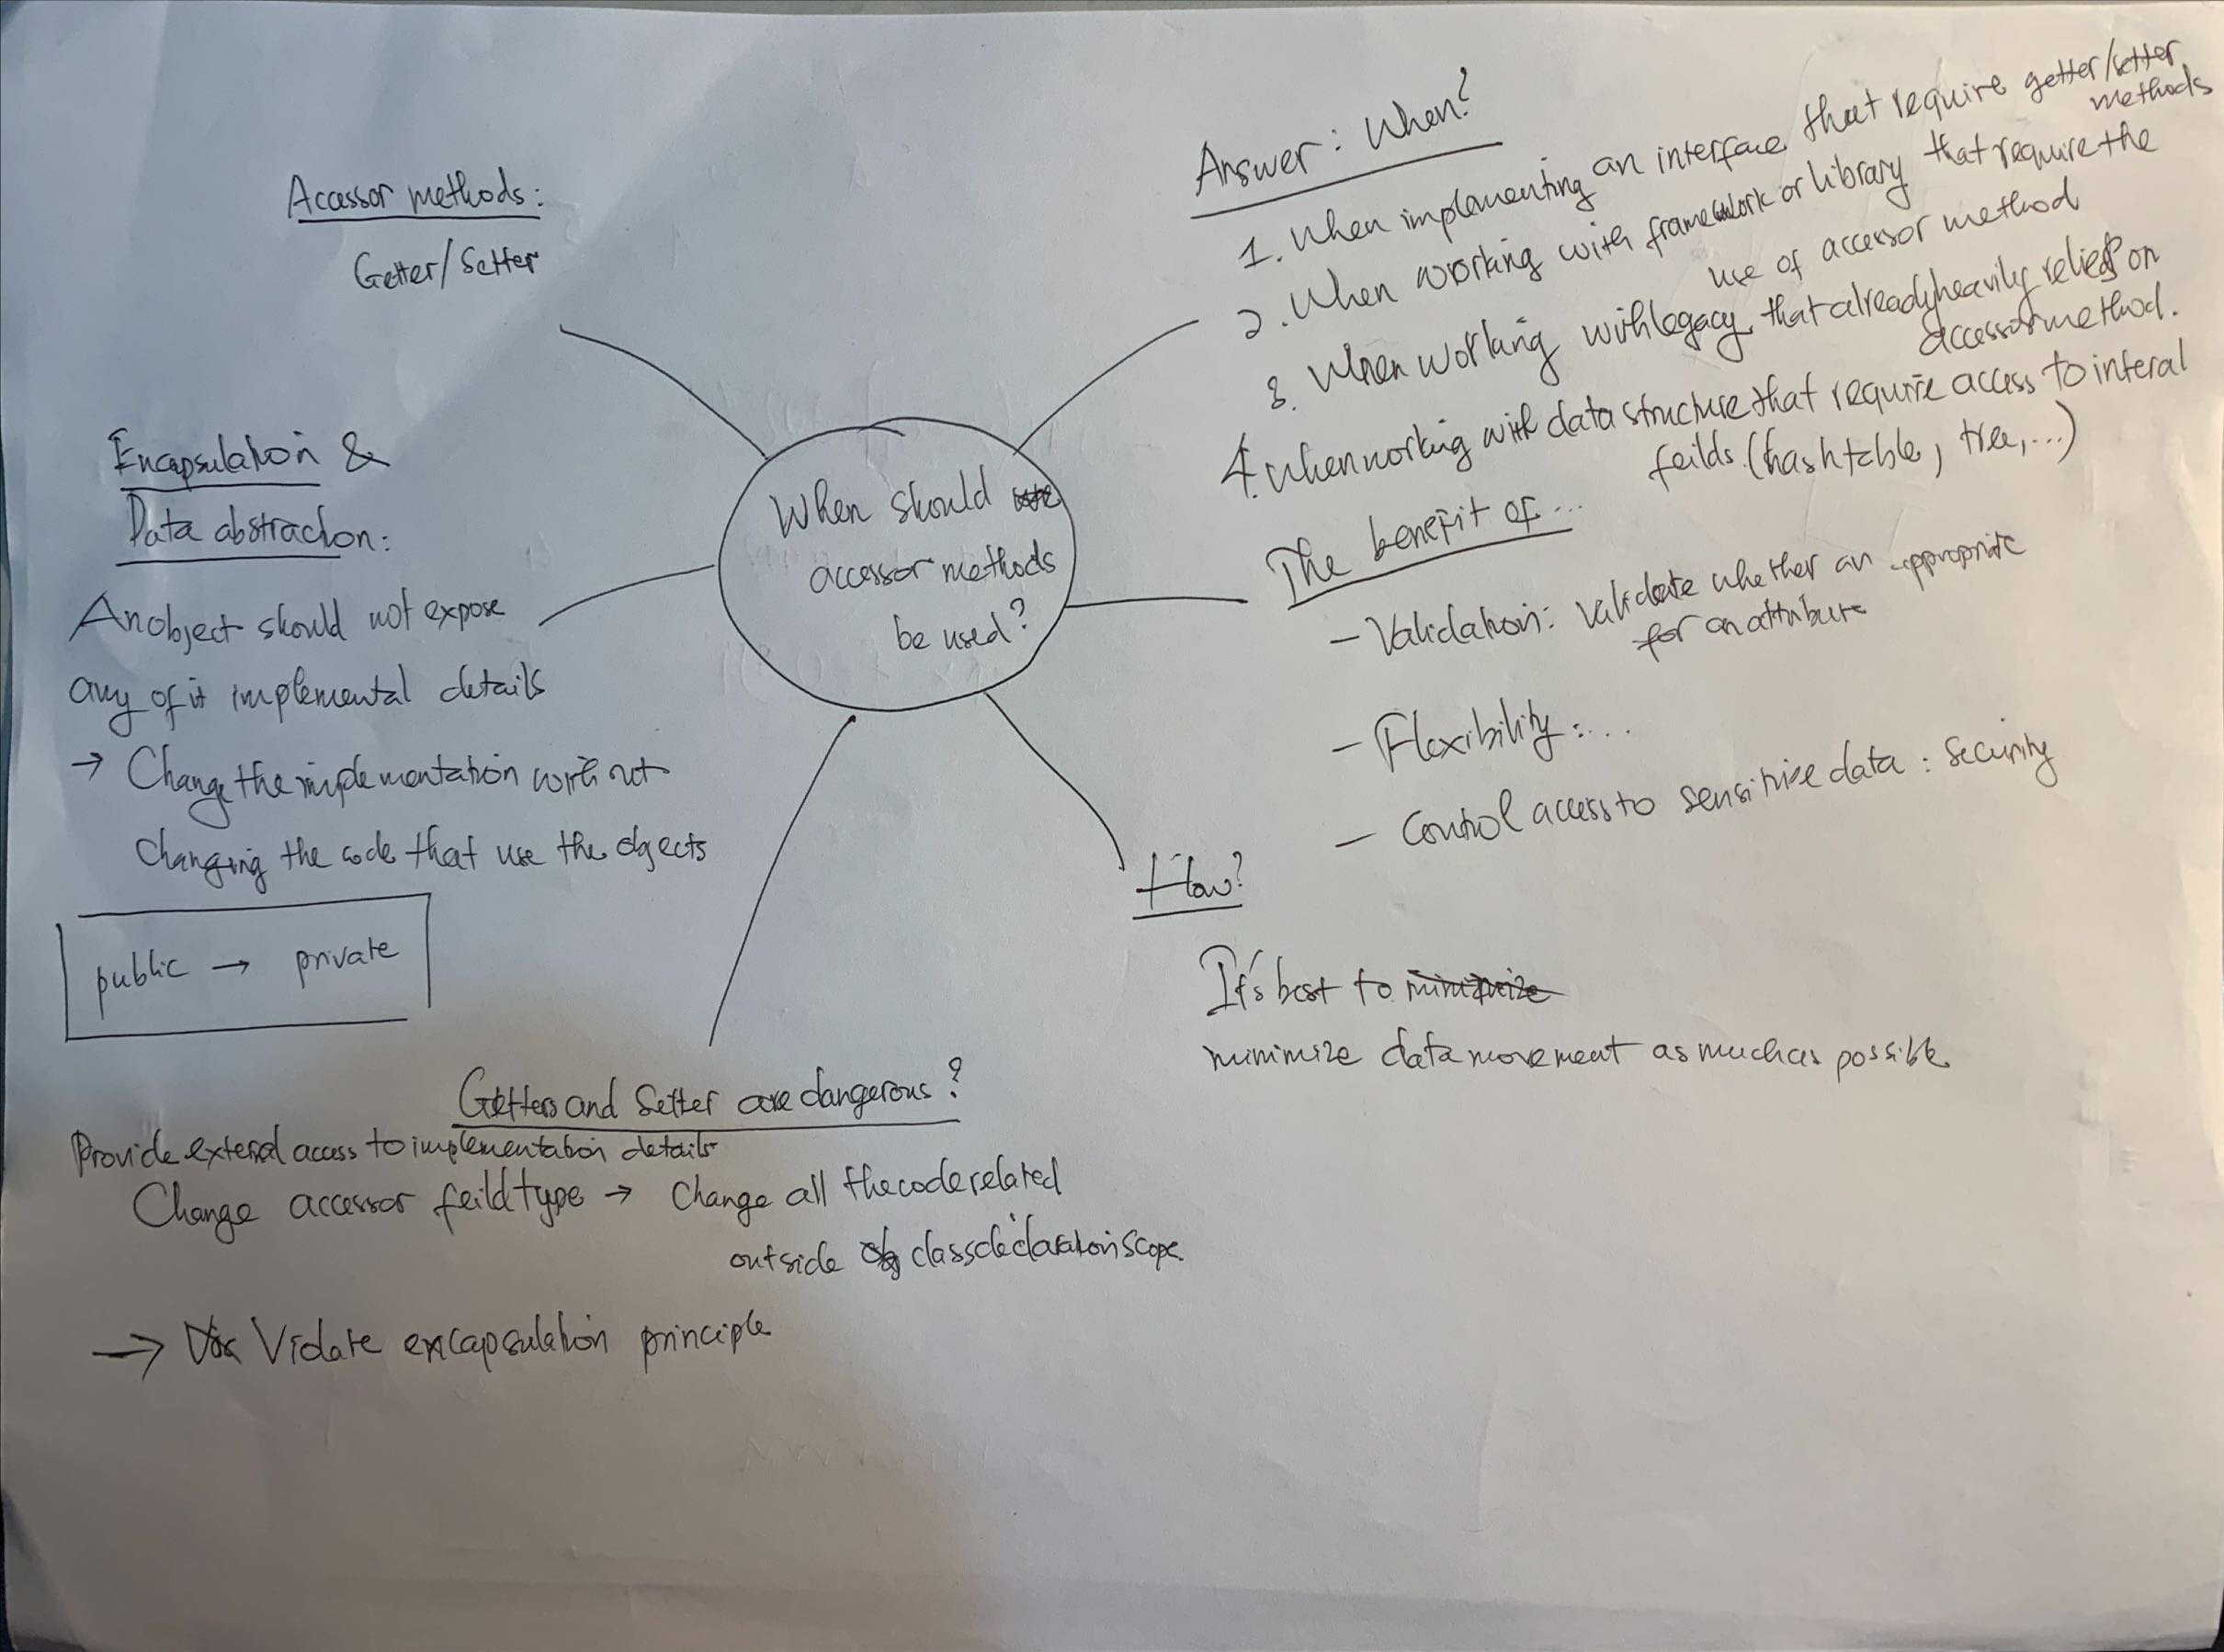 Accessor methods:
Getter/Setter
Encapsulation &
Data abstraction:
An object should not expose
any of it implemental details
→ Change the implementation without
changing the code that use the objects
public → private
When should
accessor methods
be used?
Answer: When?
1. When implementing an interface that require getter/setter
methods
2. When working with framework or library that require the
use of accessor method
3. When working with legacy that already heavily relies on
accessor method.
4. When working with data structure that require access to interal
feilds (hashtable, tree, ...)
The benefit of ...
- Validation: validate whether an appropriate
for an attribute
- Flexibility: ...
- Control access to sensitive data: security
How?
It's best to minimize
minimize data movement as much as possible
Getters and Setter are dangerous?
Provide external access to implementation details
Change accessor feild type → Change all the code related
outside of class declaration scope.
→ Violate encapsulation principle